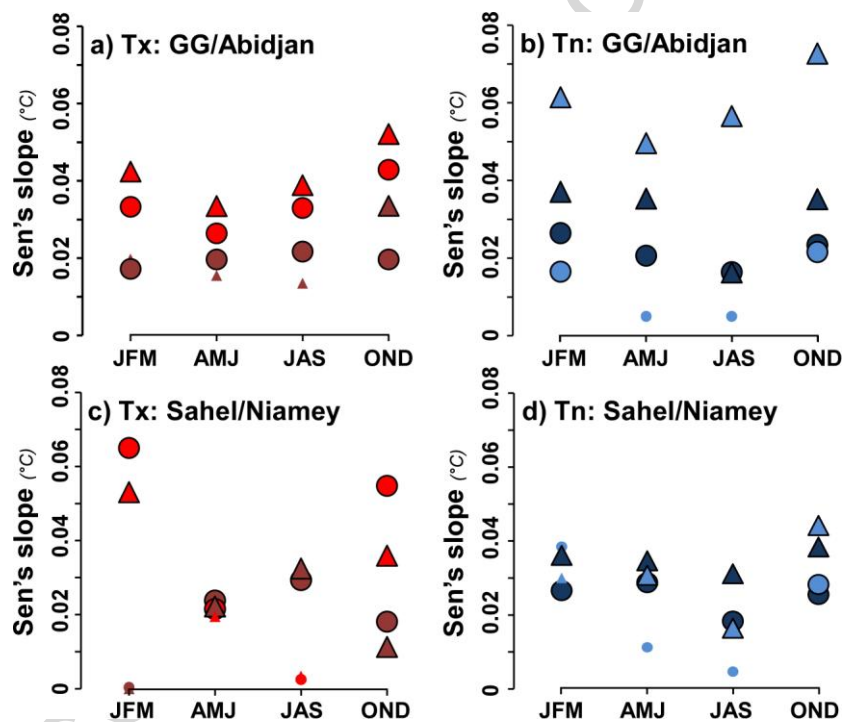 a) Tx: GG/Abidjan
Sen's slope (°C)
0.08
0.06
0.04
0.02
0
JFM AMJ JAS OND
b) Tn: GG/Abidjan
Sen's slope (°C)
0.08
0.06
0.04
0.02
0
JFM AMJ JAS OND
c) Tx: Sahel/Niamey
Sen's slope (°C)
0.08
0.06
0.04
0.02
0
JFM AMJ JAS OND
d) Tn: Sahel/Niamey
Sen's slope (°C)
0.08
0.06
0.04
0.02
0
JFM AMJ JAS OND